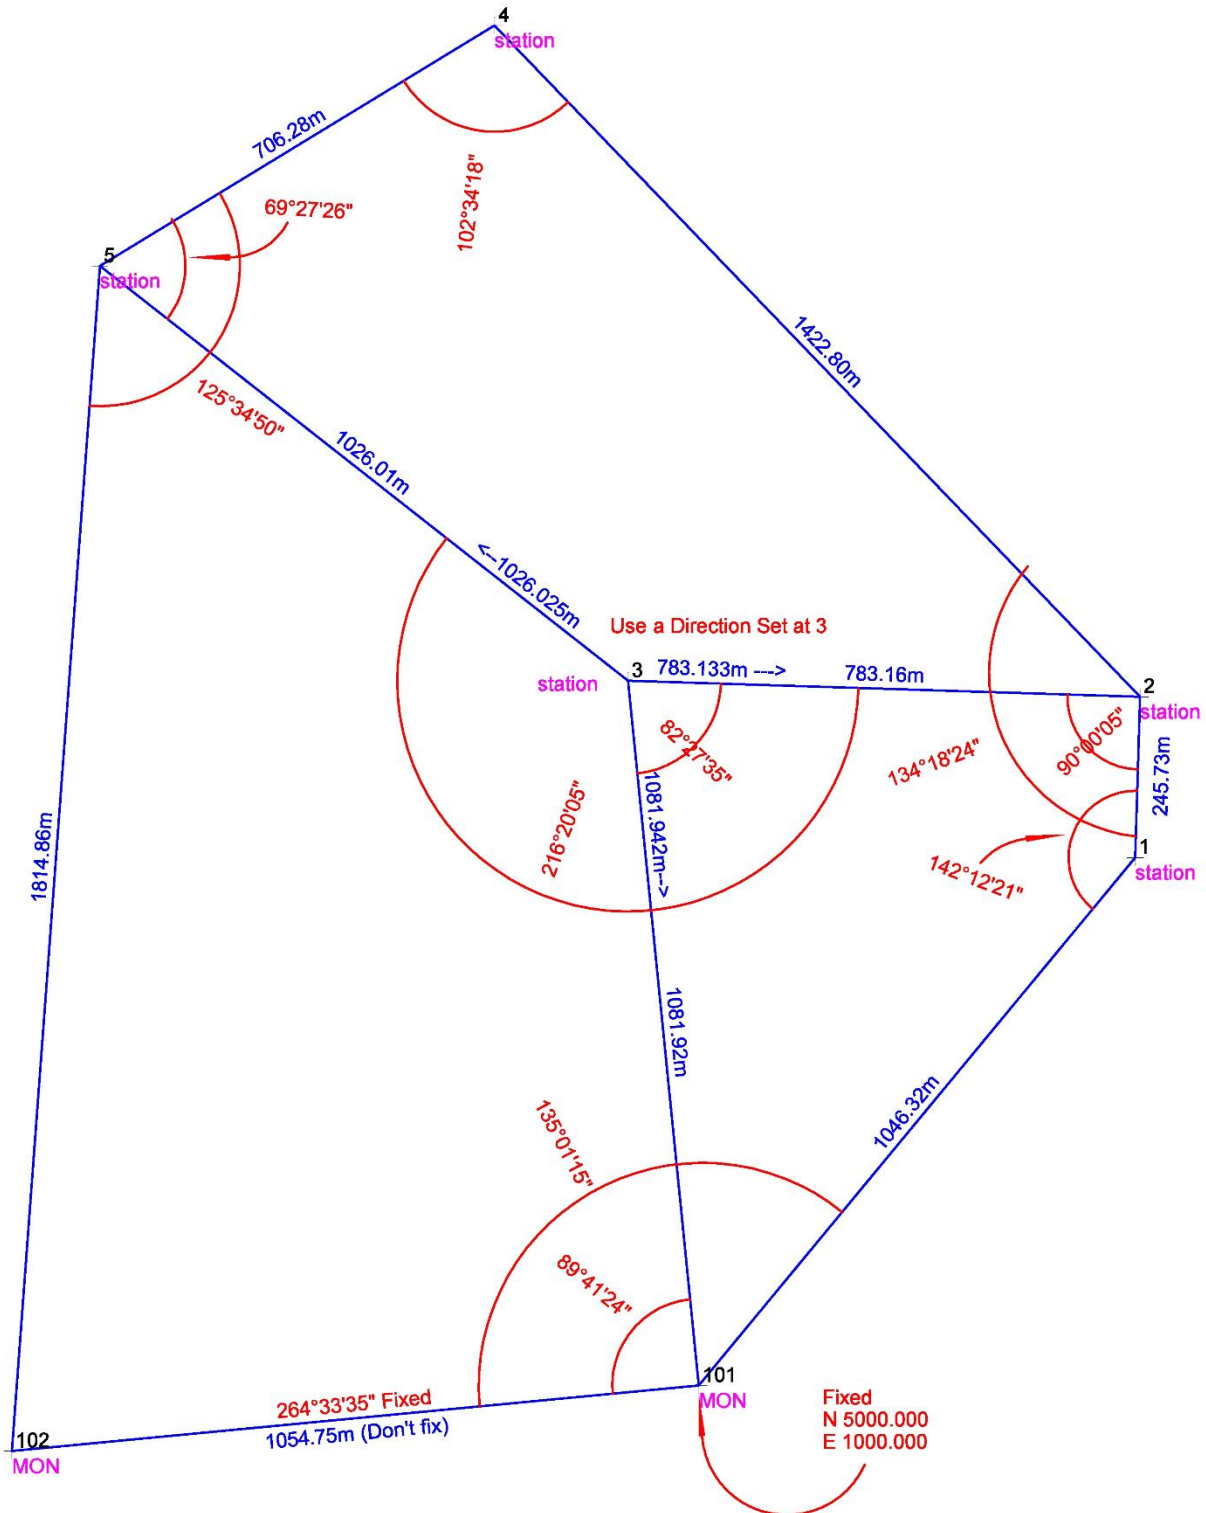 4
station
706.28m
102°34'18"
69°27'26"
5
station
1422.80m
125°34'50"
1026.01m
<--1026.025m
Use a Direction Set at 3
3
station
783.133m --->
783.16m
2
station
82°27'35"
90°00'05"
134°18'24"
245.73m
1081.942m-->
216°20'05"
1
station
142°12'21"
1814.86m
1081.92m
1046.32m
135°01'15"
89°41'24"
101
MON
264°33'35" Fixed
1054.75m (Don't fix)
Fixed
N 5000.000
E 1000.000
102
MON